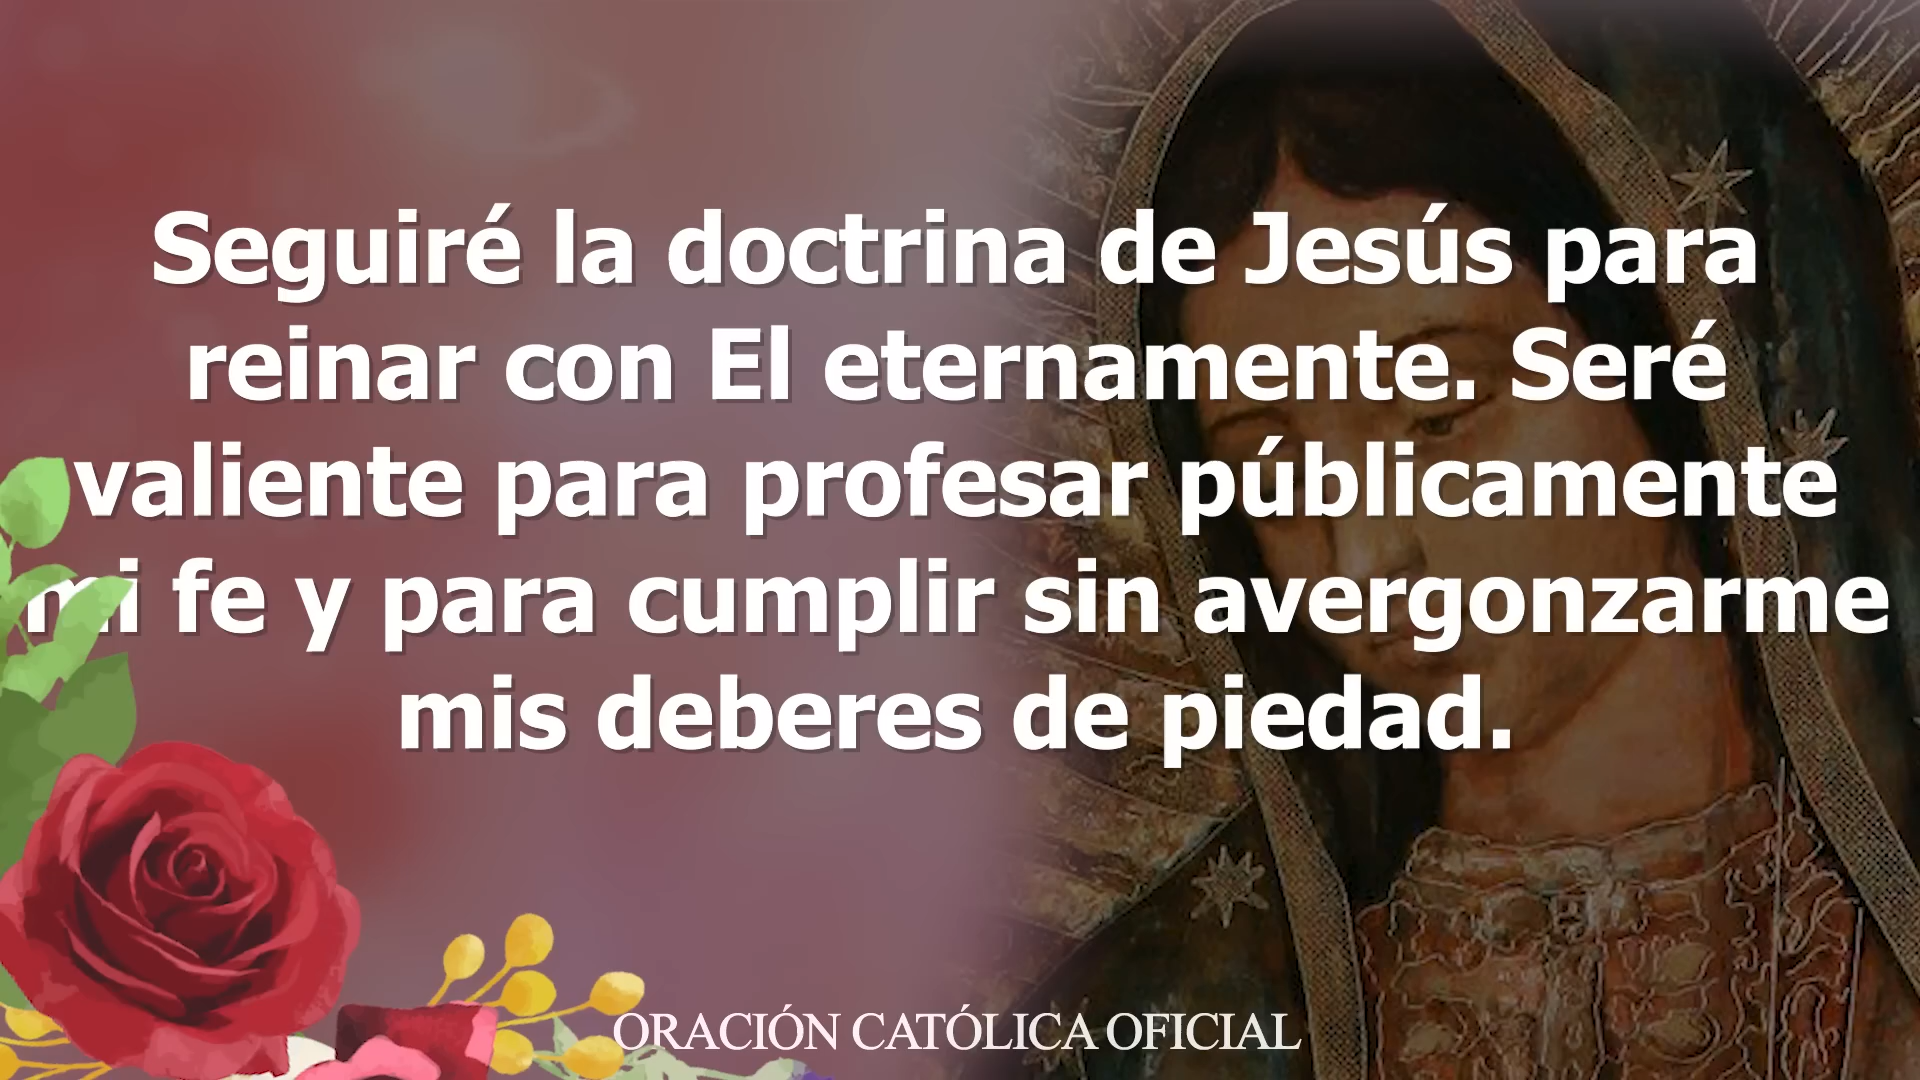 Seguiré la doctrina de Jesús para
reinar con El eternamente. Seré
valiente para profesar públicamente
mi fe y para cumplir sin avergonzarme
mis deberes de piedad.
ORACIÓN CATÓLICA OFICIAL